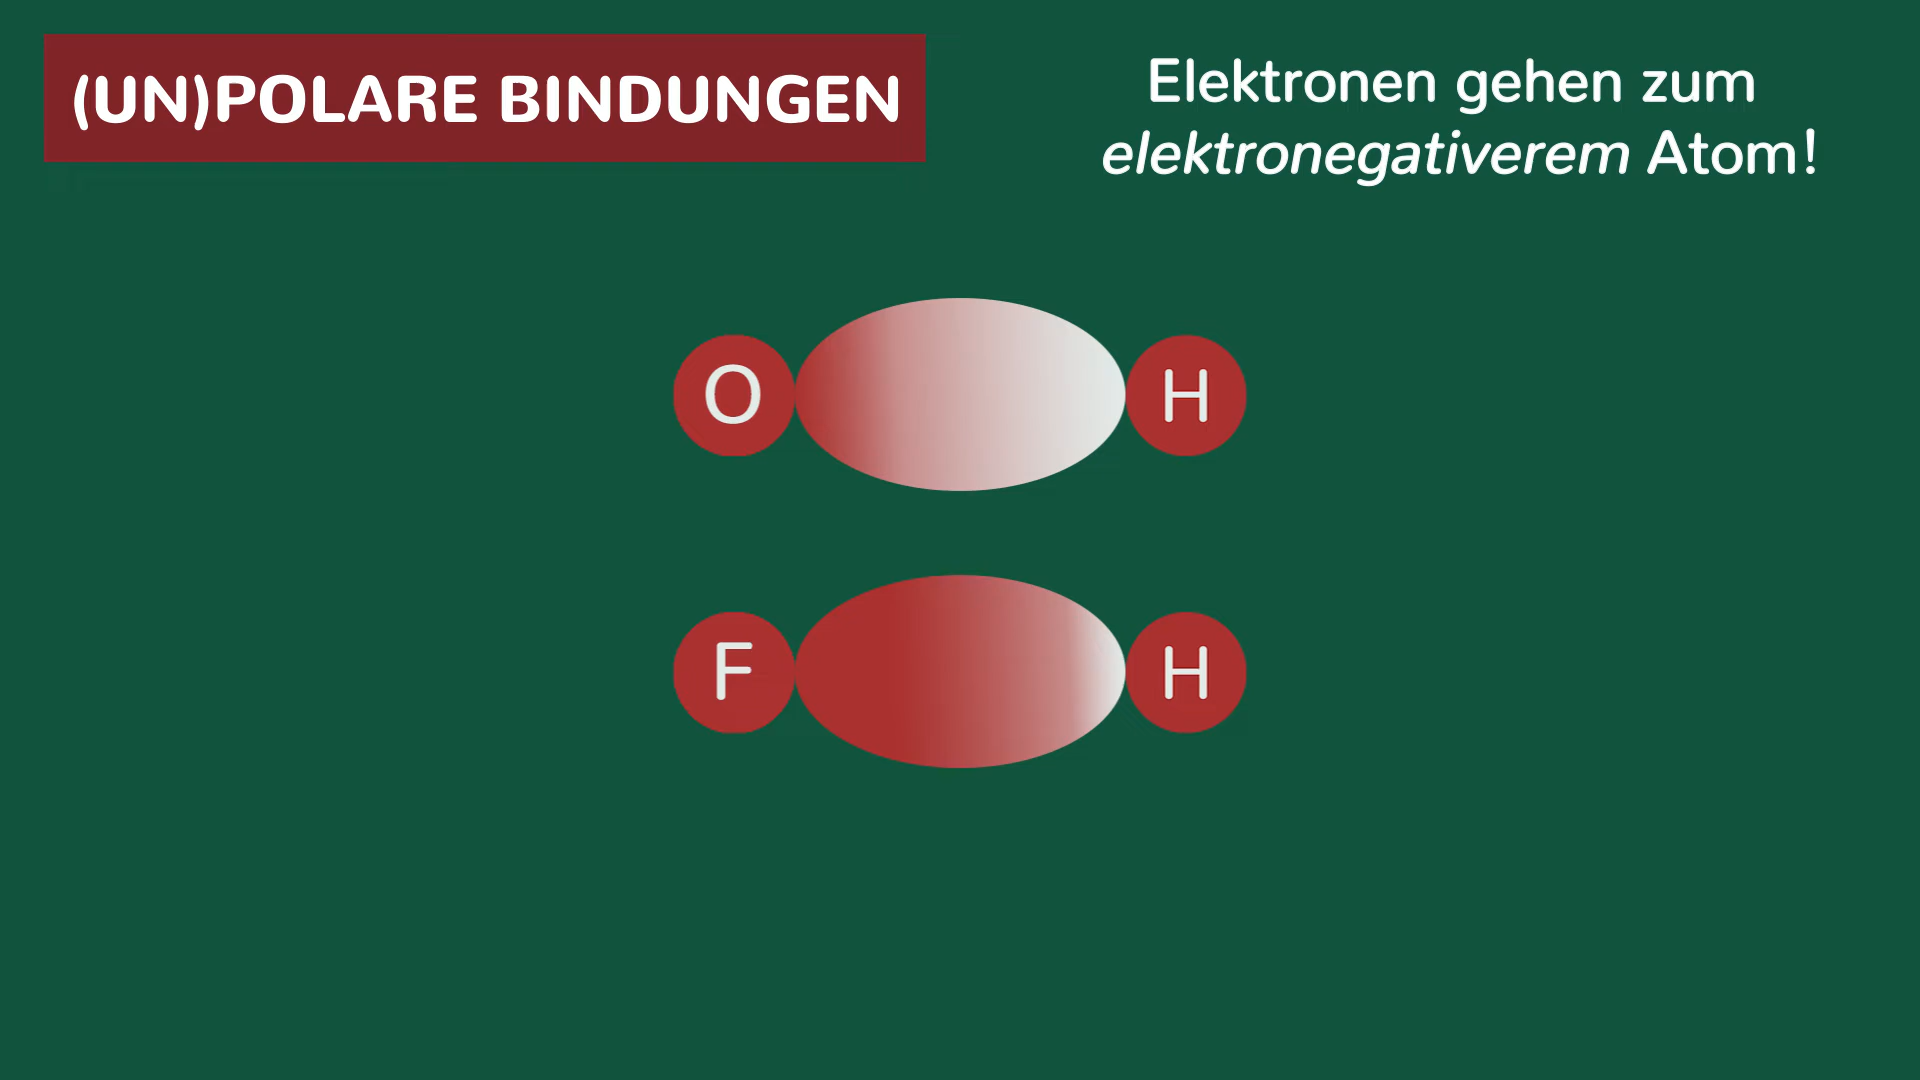 (UN)POLARE BINDUNGEN
Elektronen gehen zum
elektronegativerem Atom!
O H
F H